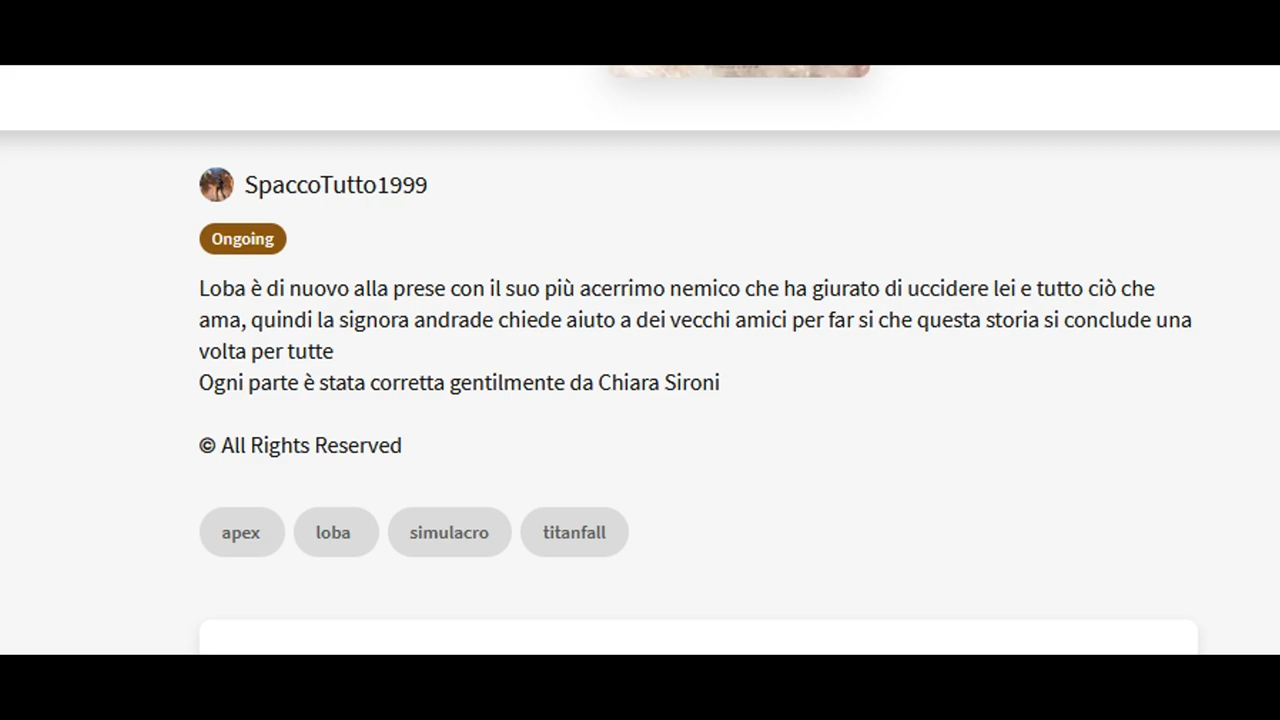 SpaccoTutto1999
Ongoing
Loba è di nuovo alla prese con il suo più acerrimo nemico che ha giurato di uccidere lei e tutto ciò che
ama, quindi la signora andrade chiede aiuto a dei vecchi amici per far si che questa storia si conclude una
volta per tutte
Ogni parte è stata corretta gentilmente da Chiara Sironi
© All Rights Reserved
apex loba simulacro titanfall